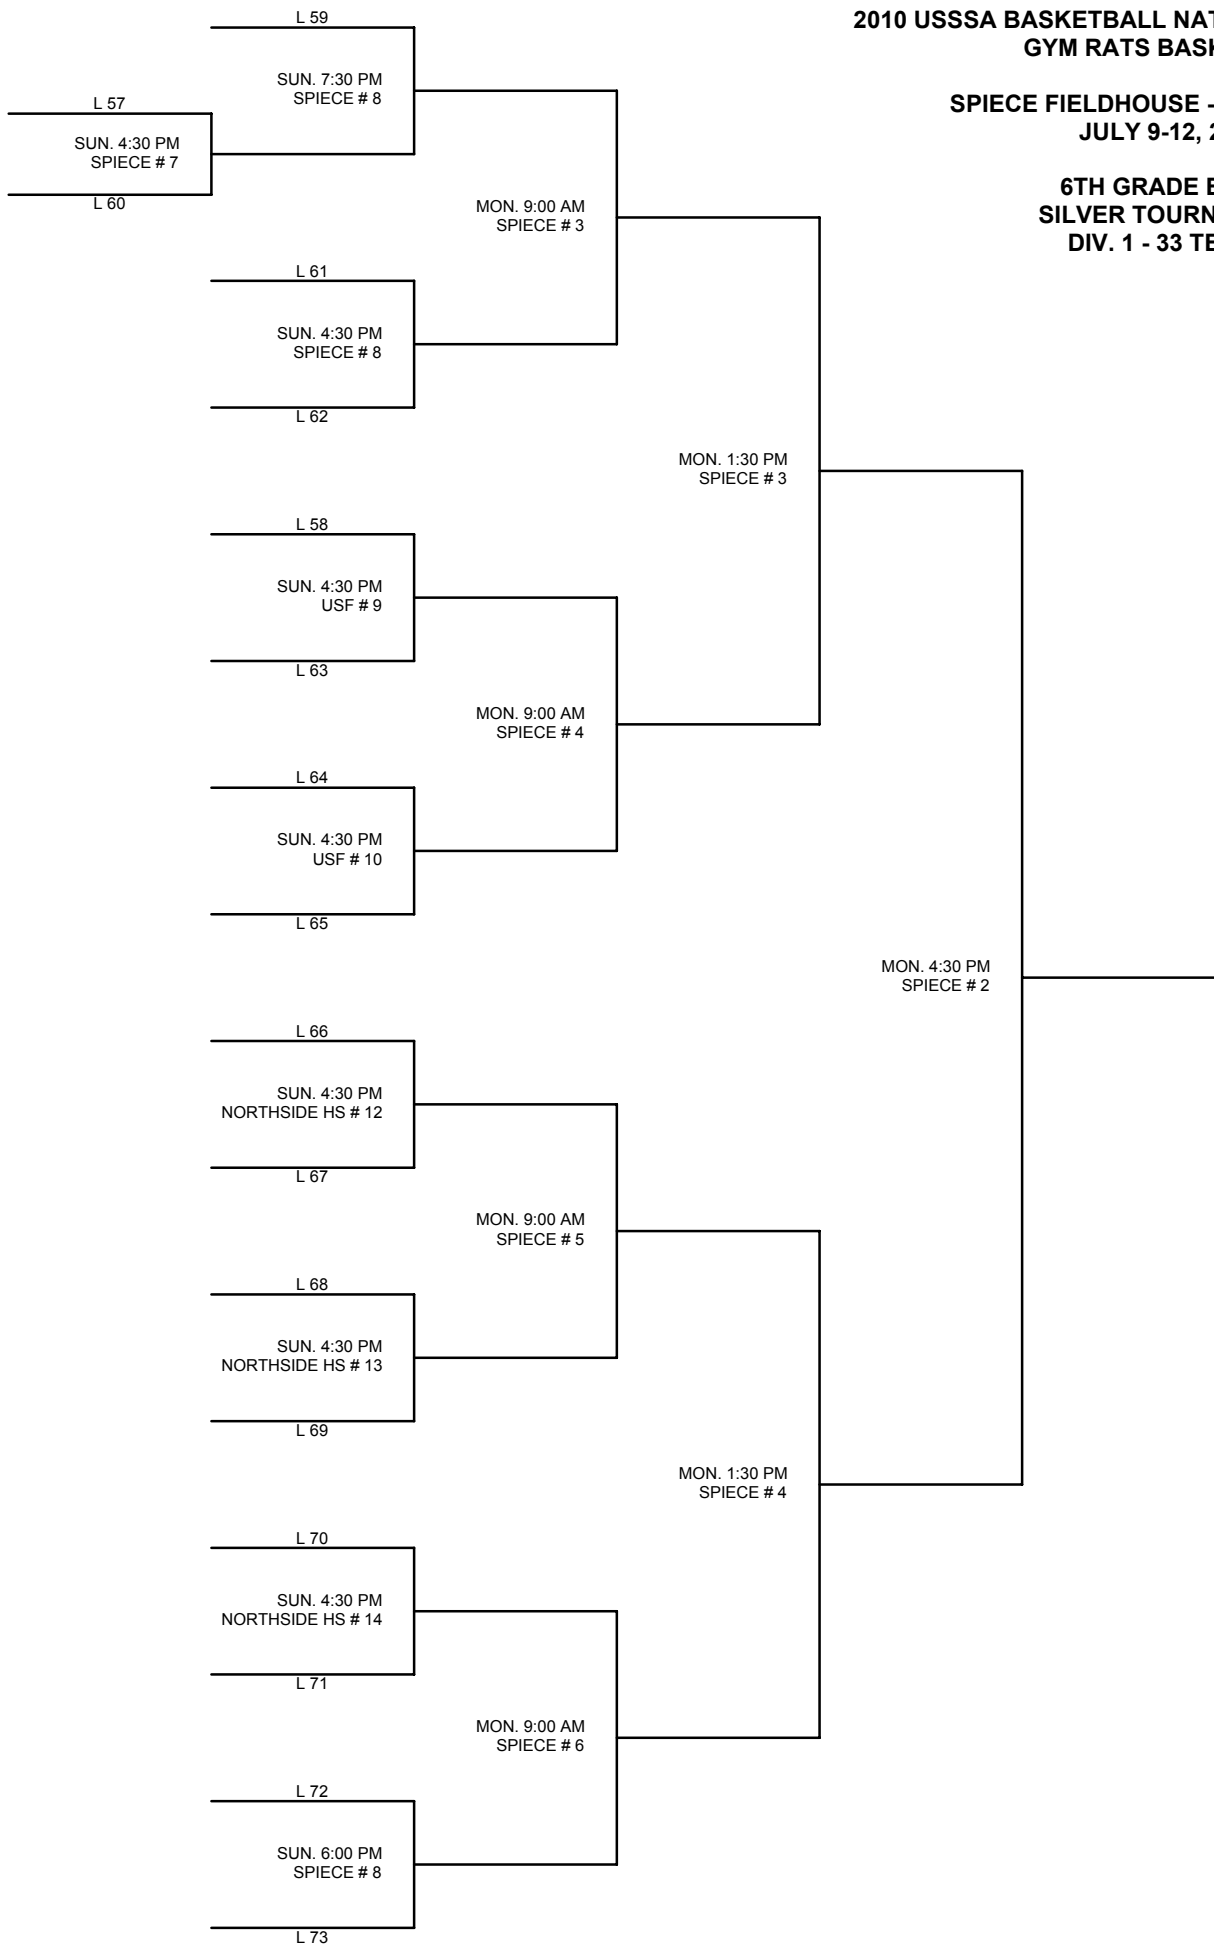 L 59
2010 USSSA BASKETBALL NAT
GYM RATS BASK
SUN. 7:30 PM
SPIECE # 8
L 57
SPIECE FIELDHOUSE -
JULY 9-12, 2
SUN. 4:30 PM
SPIECE # 7
L 60
6TH GRADE B
SILVER TOURN
DIV. 1 - 33 TE
MON. 9:00 AM
SPIECE # 3
L 61
SUN. 4:30 PM
SPIECE # 8
L 62
MON. 1:30 PM
SPIECE # 3
L 58
SUN. 4:30 PM
USF # 9
L 63
MON. 9:00 AM
SPIECE # 4
L 64
SUN. 4:30 PM
USF # 10
L 65
MON. 4:30 PM
SPIECE # 2
L 66
SUN. 4:30 PM
NORTHSIDE HS # 12
L 67
MON. 9:00 AM
SPIECE # 5
L 68
SUN. 4:30 PM
NORTHSIDE HS # 13
L 69
MON. 1:30 PM
SPIECE # 4
L 70
SUN. 4:30 PM
NORTHSIDE HS # 14
L 71
MON. 9:00 AM
SPIECE # 6
L 72
SUN. 6:00 PM
SPIECE # 8
L 73